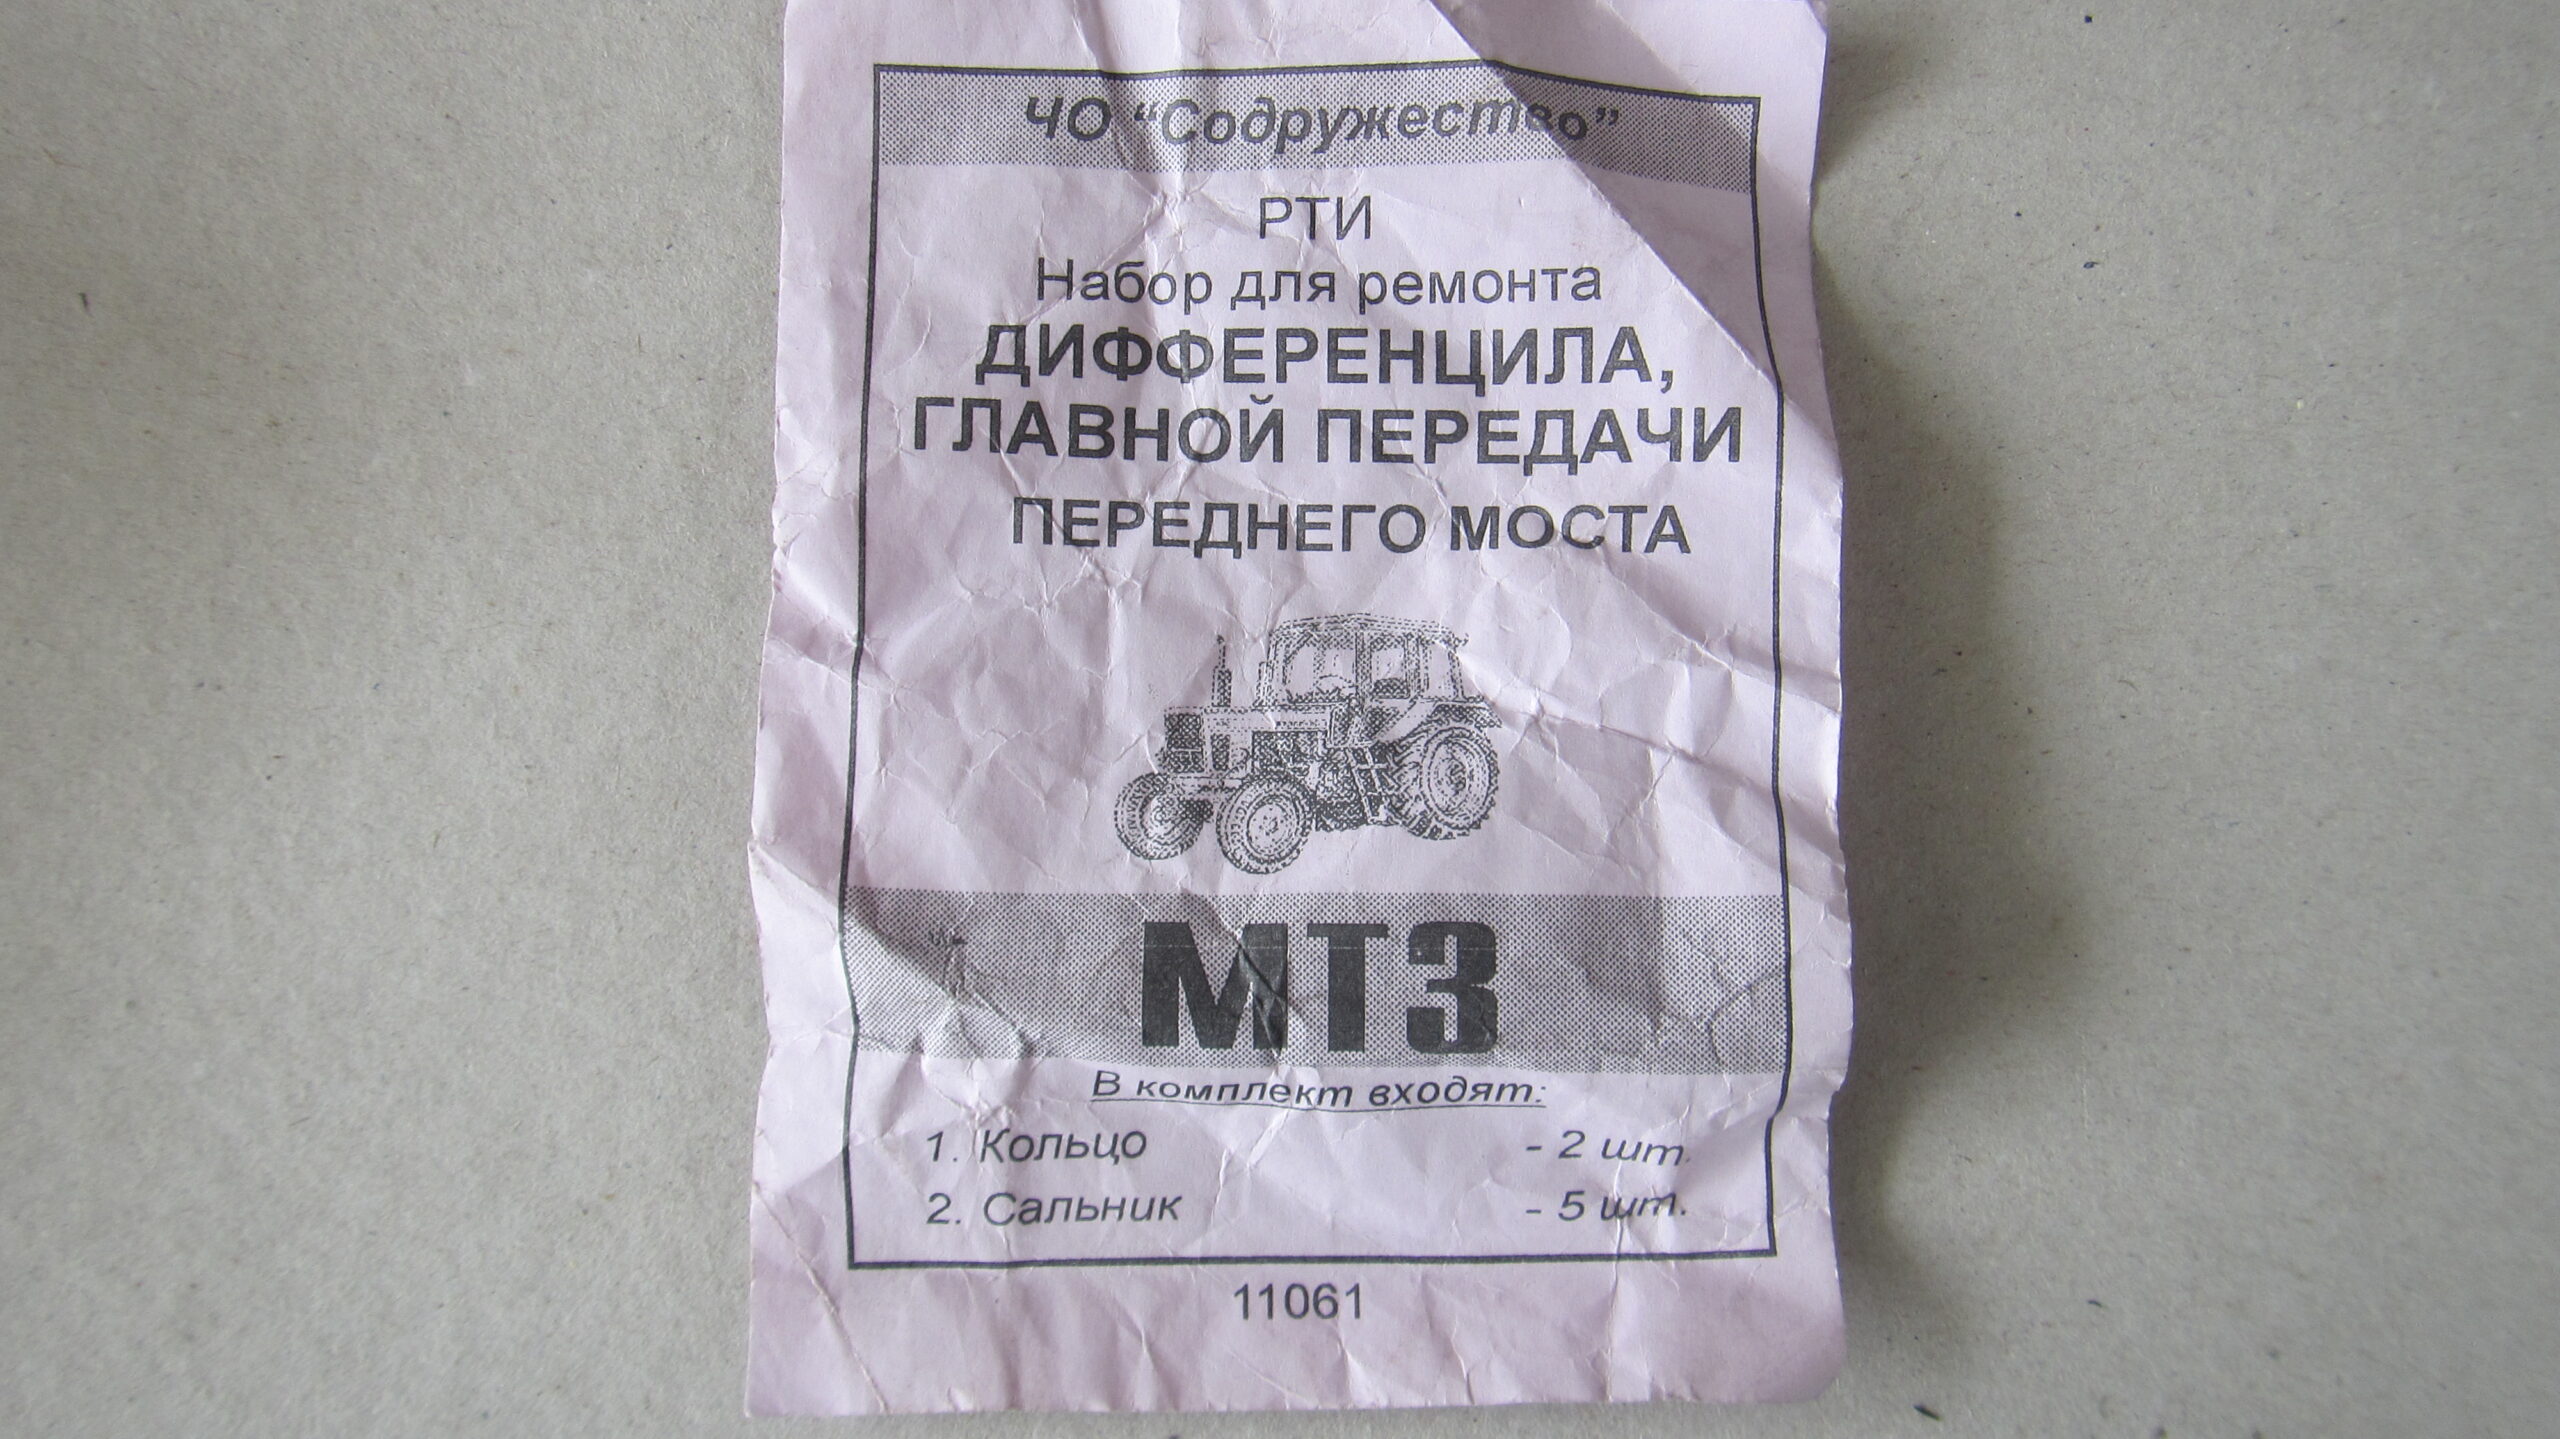 ЧО “Содружество”
РТИ
Набор для ремонта
ДИФФЕРЕНЦИЛА,
ГЛАВНОЙ ПЕРЕДАЧИ
ПЕРЕДНЕГО МОСТА
МТЗ
В комплект входят:
1. Кольцо - 2 шт.
2. Сальник - 5 шт.
11061